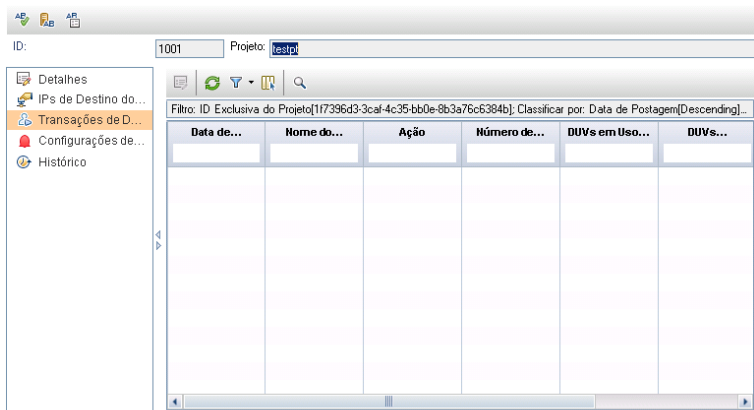 ID:
1001
Projeto:
testpt
Detalhes
IPs de Destino do...
Transações de D...
Configurações de...
Histórico
Filtro: ID Exclusiva do Projeto[1f7396d3-3caf-4c35-bb0e-8b3a76c6384b]; Classificar por: Data de Postagem[Descending]...
Data de...
Nome do...
Ação
Número de...
DUVs em Uso...
DUVs...